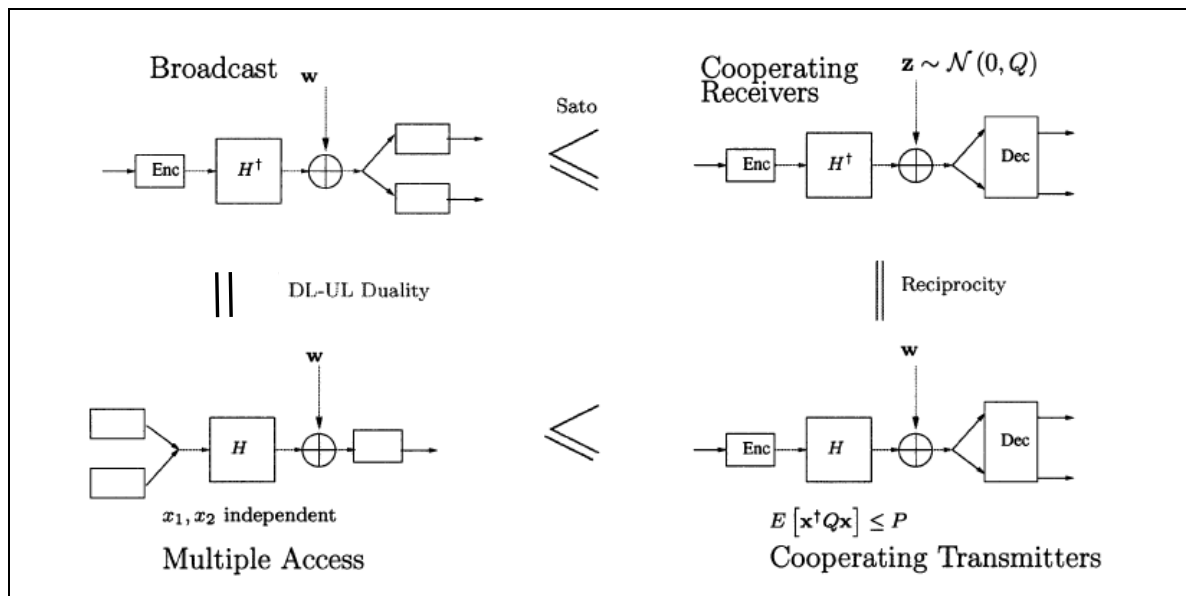 Broadcast
w
Enc
H†
Sato
≤
Cooperating
Receivers
z ∼ N (0, Q)
Enc
H†
Dec
||
DL-UL Duality
||
Reciprocity
w
H
x₁, x₂ independent
Multiple Access
≤
w
Enc
H
Dec
E [x†Qx] ≤ P
Cooperating Transmitters